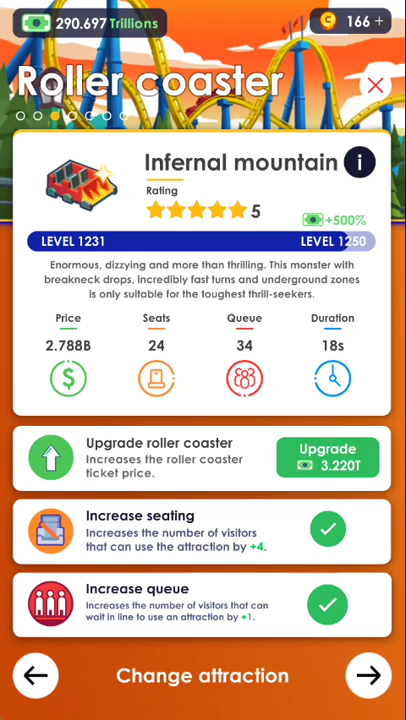 290.697 Trillions
C 166 +
Roller coaster
Infernal mountain i
Rating
5
+500%
LEVEL 1231 LEVEL 1250
Enormous, dizzying and more than thrilling. This monster with
breakneck drops, incredibly fast turns and underground zones
is only suitable for the toughest thrill-seekers.
Price Seats Queue Duration
2.788B 24 34 18s
$
Upgrade roller coaster
Increases the roller coaster
ticket price.
Upgrade
3.220T
Increase seating
Increases the number of visitors
that can use the attraction by +4.
Increase queue
Increases the number of visitors that can
wait in line to use an attraction by +1.
Change attraction